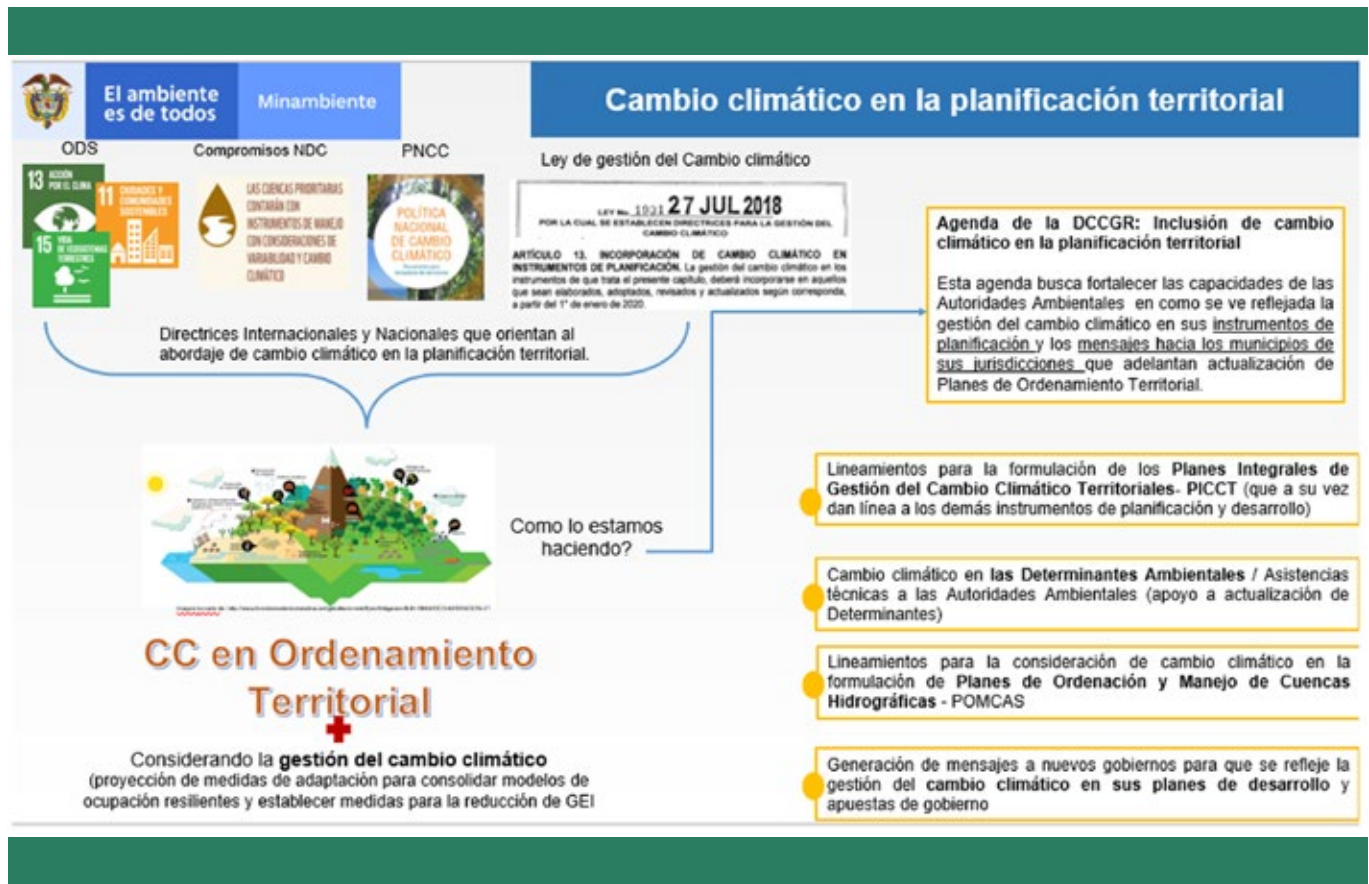 El ambiente
es de todos
Minambiente
Cambio climático en la planificación territorial
ODS
Compromisos NDC
PNCC
Ley de gestión del Cambio climático
13 ACCIÓN
POR EL CLIMA
11 CIUDADES Y
COMUNIDADES
SOSTENIBLES
15 VIDA
DE ECOSISTEMAS
TERRESTRES
LAS CUENCAS PRIORITARIAS
CONTARÁN CON
INSTRUMENTOS DE MANEJO
CON CONSIDERACIONES DE
VARIABILIDAD Y CAMBIO
CLIMÁTICO
POLÍTICA
NACIONAL
DE CAMBIO
CLIMÁTICO
LEY No. 1931 27 JUL 2018
POR LA CUAL SE ESTABLECEN DIRECTRICES PARA LA GESTIÓN DEL
CAMBIO CLIMÁTICO
ARTÍCULO 13. INCORPORACIÓN DE CAMBIO CLIMÁTICO EN
INSTRUMENTOS DE PLANIFICACIÓN. La gestión del cambio climático en los
instrumentos de que trata el presente capítulo, deberá incorporarse en aquellos
que sean elaborados, adoptados, revisados y actualizados según corresponda,
a partir del 1° de enero de 2020.
Directrices Internacionales y Nacionales que orientan al
abordaje de cambio climático en la planificación territorial.
Agenda de la DCCGR: Inclusión de cambio
climático en la planificación territorial
Esta agenda busca fortalecer las capacidades de las
Autoridades Ambientales en como se ve reflejada la
gestión del cambio climático en sus instrumentos de
planificación y los mensajes hacia los municipios de
sus jurisdicciones que adelantan actualización de
Planes de Ordenamiento Territorial.
Como lo estamos
haciendo?
CC en Ordenamiento
Territorial
Considerando la gestión del cambio climático
(proyección de medidas de adaptación para consolidar modelos de
ocupación resilientes y establecer medidas para la reducción de GEI
Lineamientos para la formulación de los Planes Integrales de
Gestión del Cambio Climático Territoriales- PICCT (que a su vez
dan línea a los demás instrumentos de planificación y desarrollo)
Cambio climático en las Determinantes Ambientales / Asistencias
técnicas a las Autoridades Ambientales (apoyo a actualización de
Determinantes)
Lineamientos para la consideración de cambio climático en la
formulación de Planes de Ordenación y Manejo de Cuencas
Hidrográficas - POMCAS
Generación de mensajes a nuevos gobiernos para que se refleje la
gestión del cambio climático en sus planes de desarrollo y
apuestas de gobierno